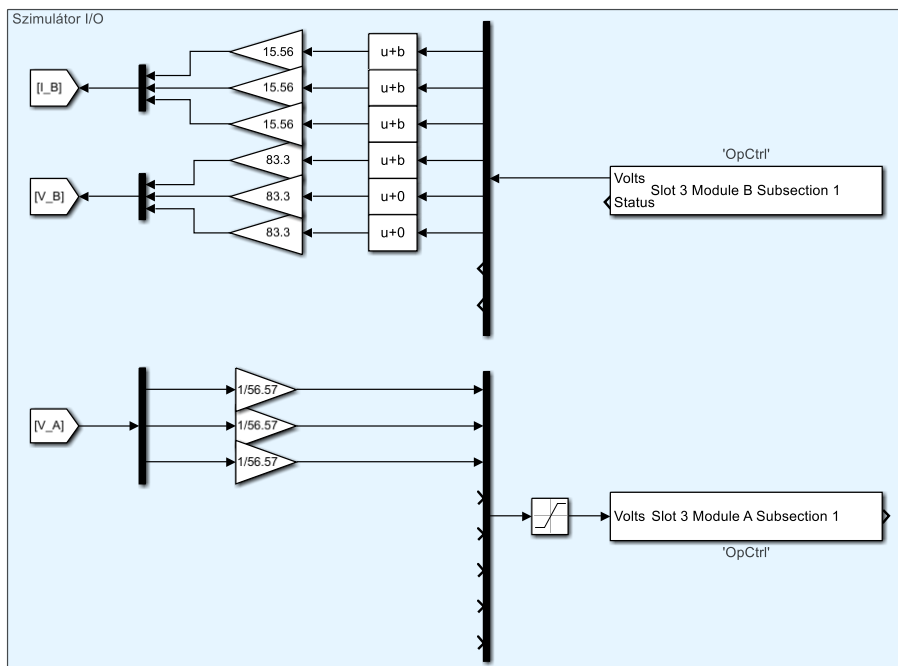 Szimulátor I/O
15.56
u+b
[I_B]
15.56
u+b
15.56
u+b
'OpCtrl'
83.3
u+b
Volts
Slot 3 Module B Subsection 1
Status
[V_B]
83.3
u+0
83.3
u+0
1/56.57
[V_A]
1/56.57
1/56.57
Volts Slot 3 Module A Subsection 1
'OpCtrl'